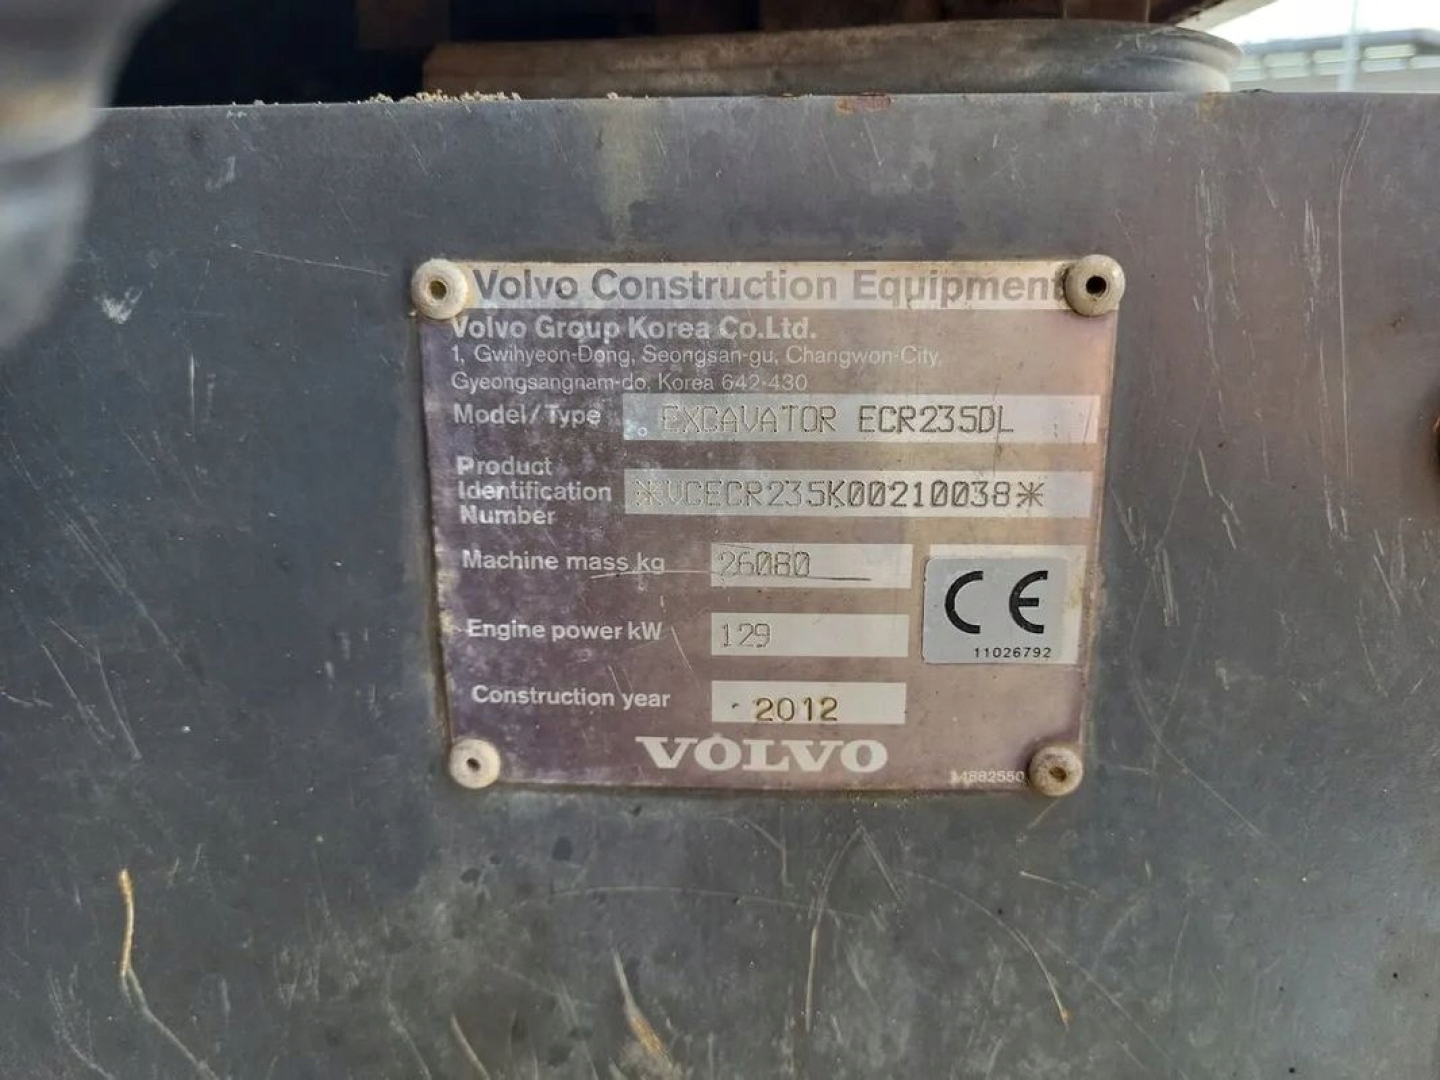 Volvo Construction Equipment
Volvo Group Korea Co.Ltd.
1, Gwihyeon-Dong, Seongsan-gu, Changwon-City,
Gyeongsangnam-do, Korea 642-430
Model/Type EXCAVATOR ECR235DL
Product
Identification
Number
*VCECR235K00210038*
Machine mass kg 26080
CE
11026792
Engine power kW 129
Construction year 2012
VOLVO
14882550